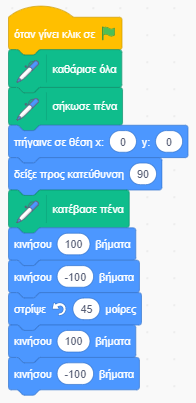 όταν γίνει κλικ σε
καθάρισε όλα
σήκωσε πένα
πήγαινε σε θέση x: 0 y: 0
δείξε προς κατεύθυνση 90
κατέβασε πένα
κινήσου 100 βήματα
κινήσου -100 βήματα
στρίψε 45 μοίρες
κινήσου 100 βήματα
κινήσου -100 βήματα